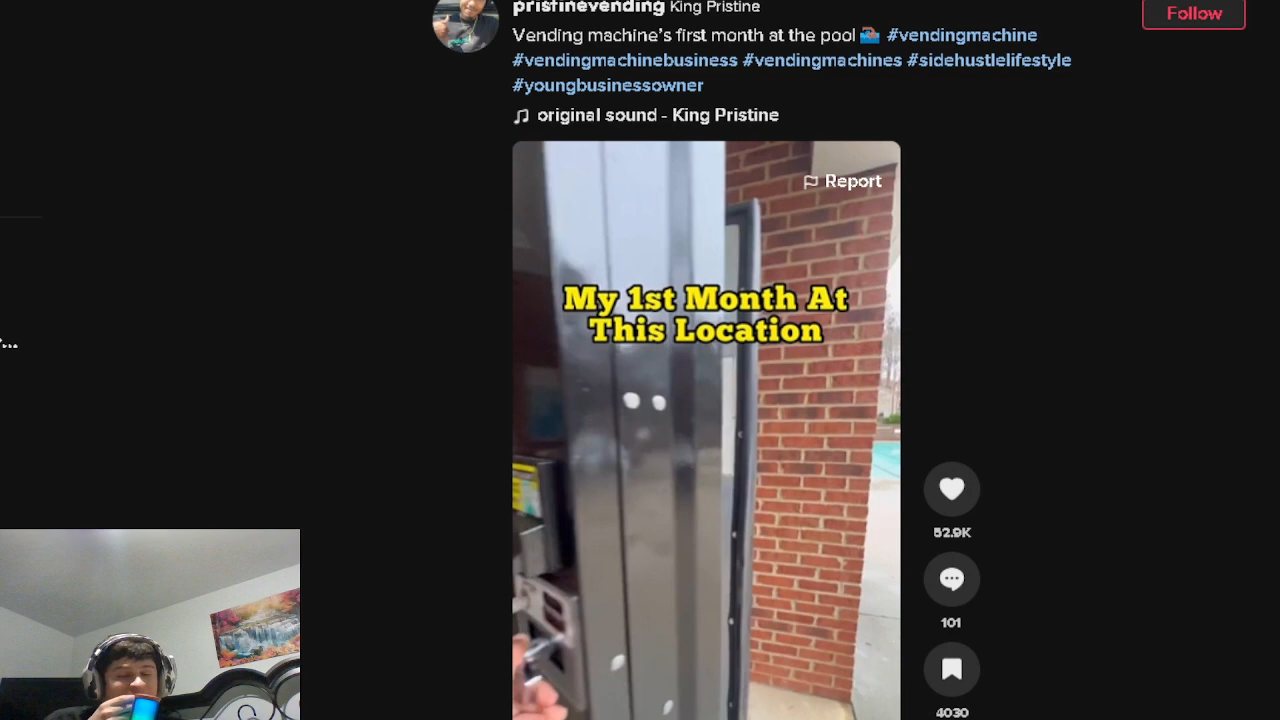 pristinevending King Pristine
Follow
Vending machine's first month at the pool 🏊🏽 #vendingmachine
#vendingmachinebusiness #vendingmachines #sidehustlelifestyle
#youngbusinessowner
original sound - King Pristine
Report
My 1st Month At
This Location
...
52.9K
101
4030